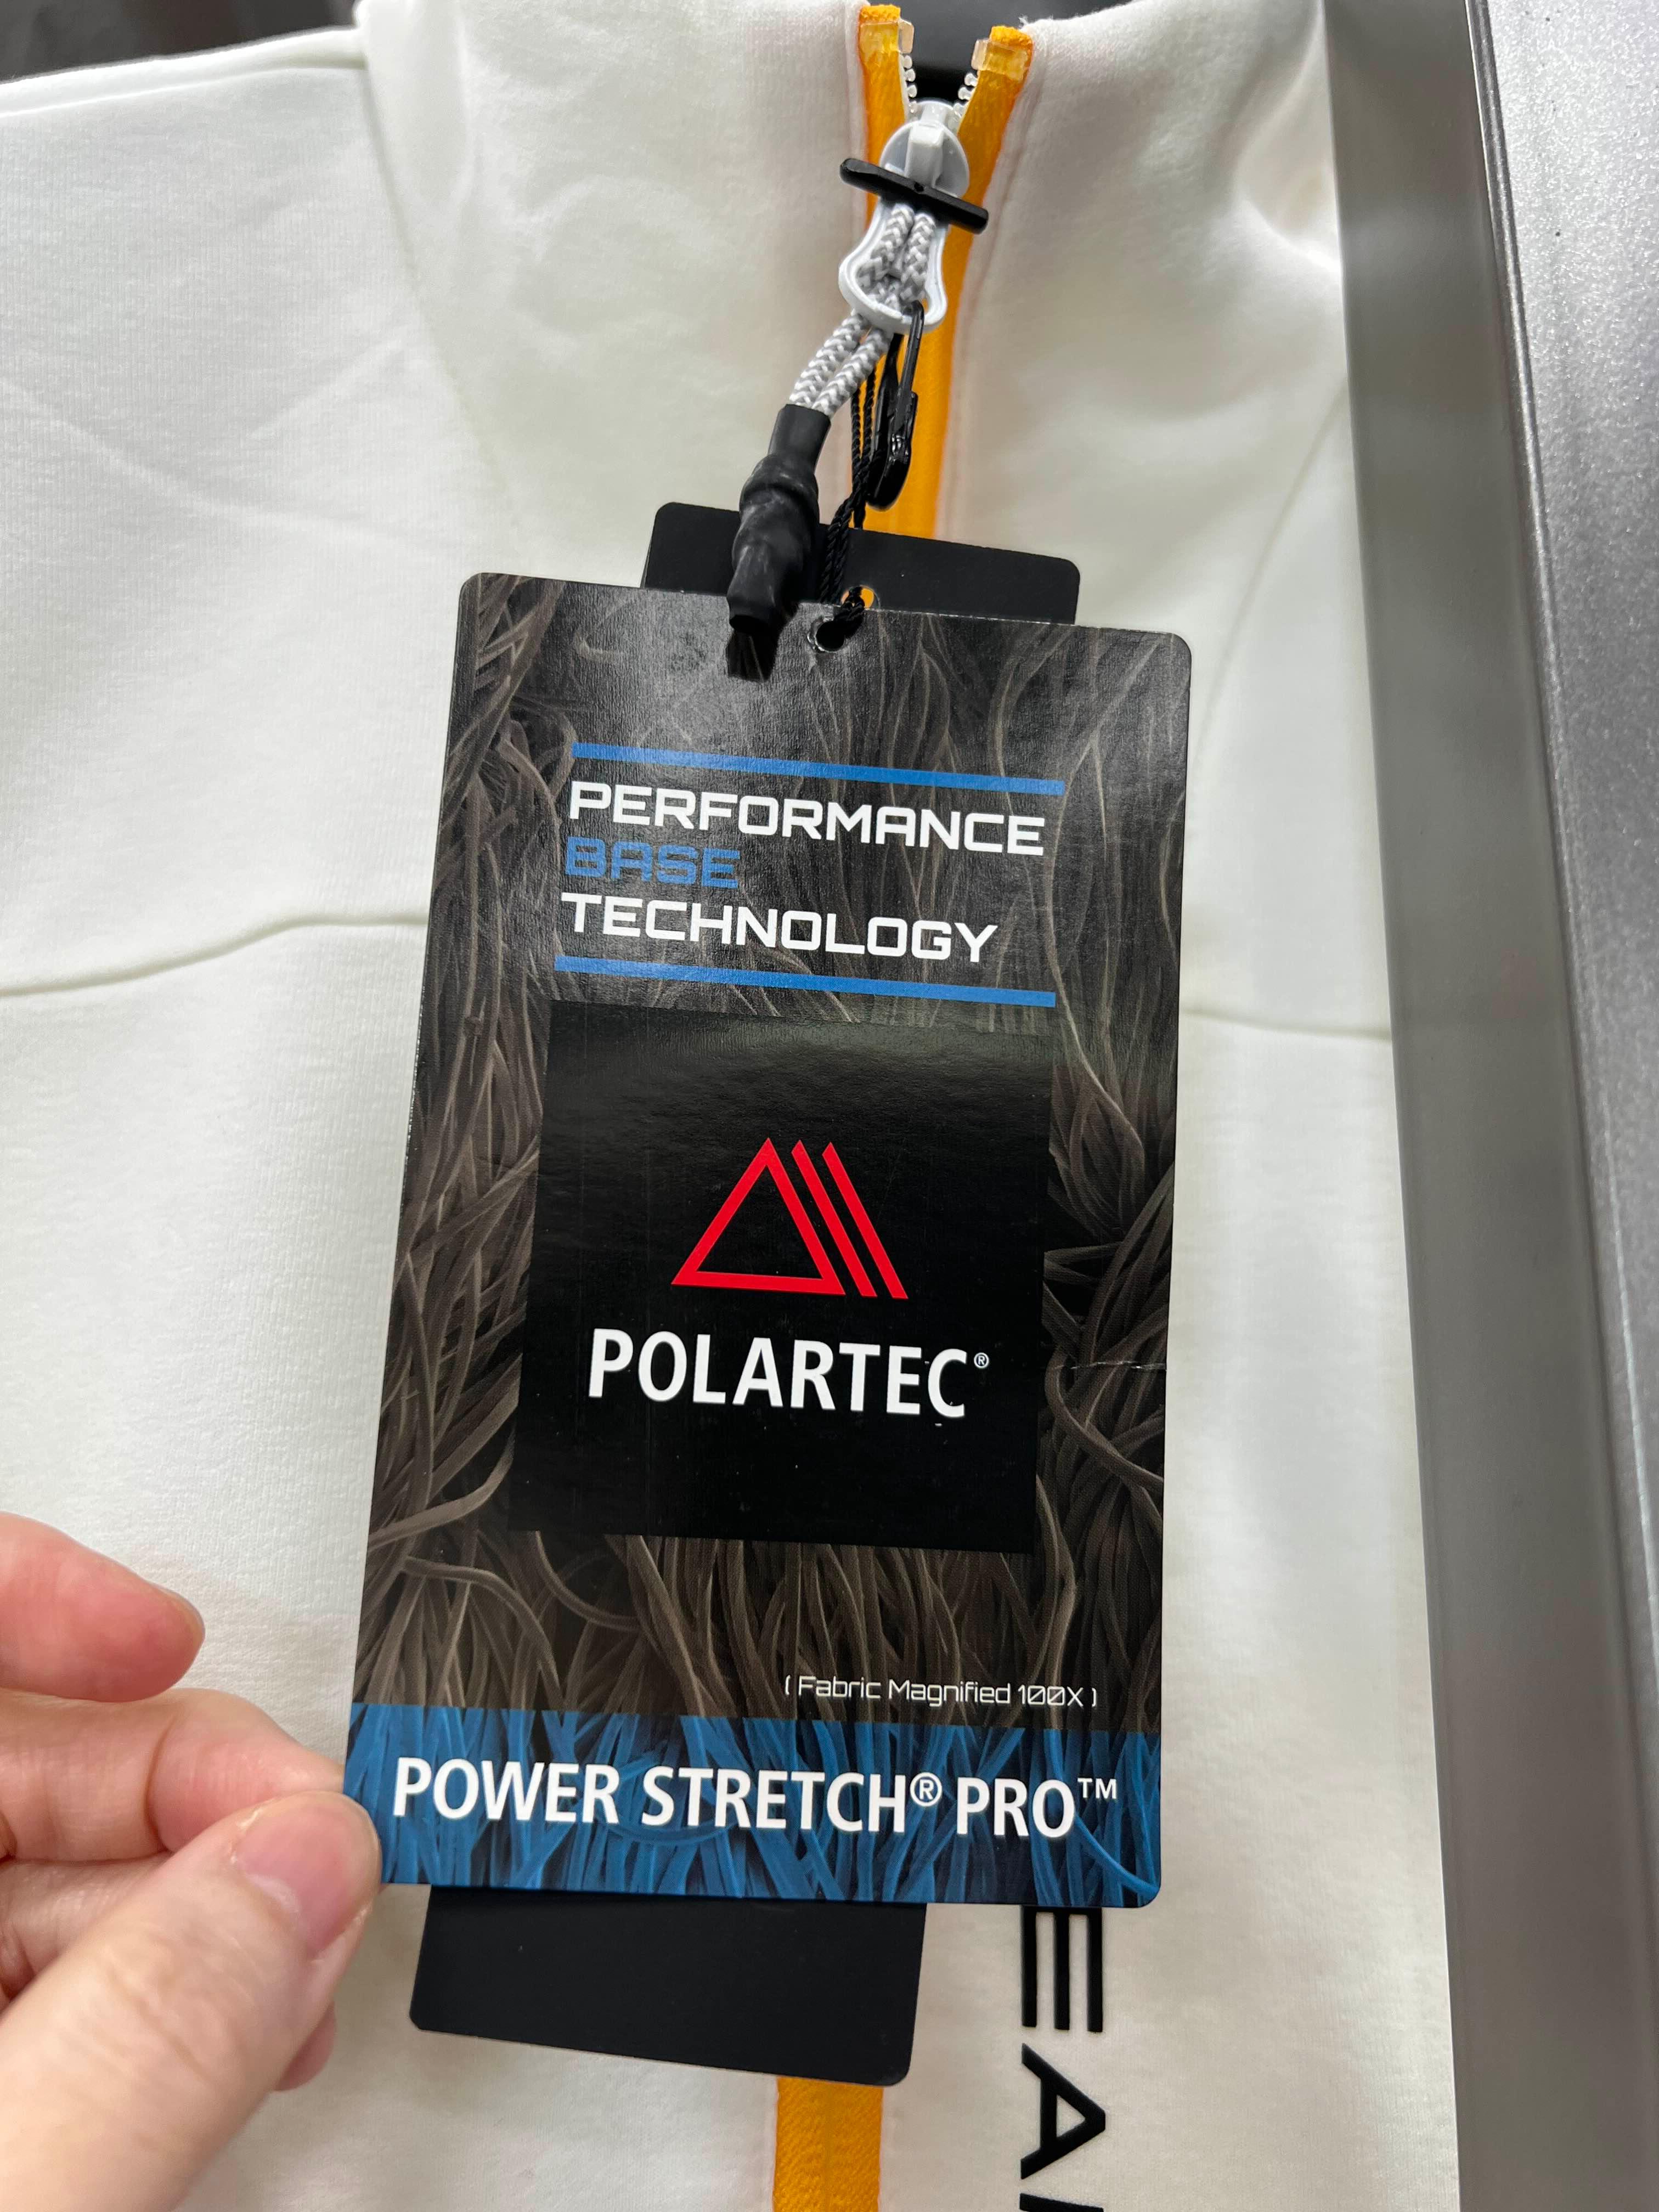 PERFORMANCE
BASE
TECHNOLOGY
POLARTEC®
( Fabric Magnified 100X )
POWER STRETCH® PRO™